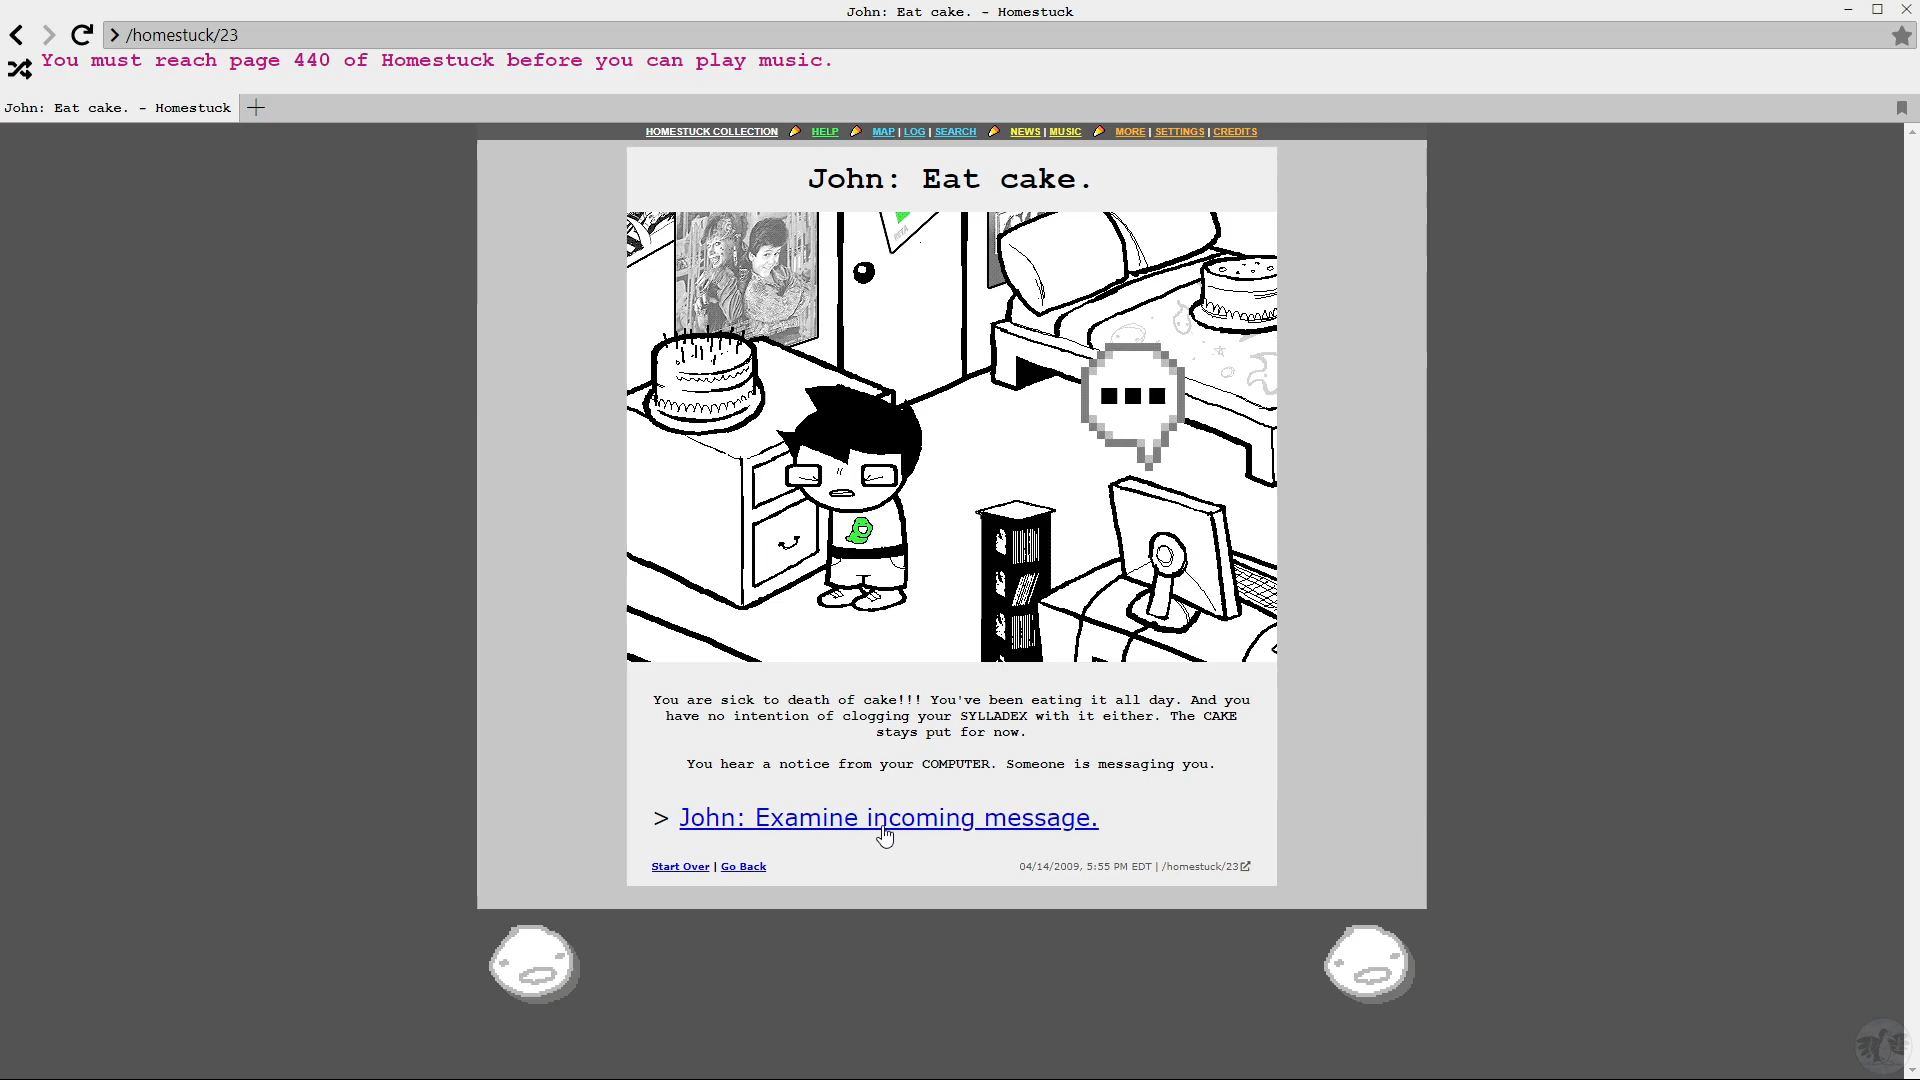 John: Eat cake. - Homestuck
/homestuck/23
You must reach page 440 of Homestuck before you can play music.
John: Eat cake. - Homestuck
HOMESTUCK COLLECTION HELP MAP | LOG | SEARCH NEWS | MUSIC MORE | SETTINGS | CREDITS
John: Eat cake.
BETA
You are sick to death of cake!!! You've been eating it all day. And you
have no intention of clogging your SYLLADEX with it either. The CAKE
stays put for now.
You hear a notice from your COMPUTER. Someone is messaging you.
> John: Examine incoming message.
Start Over | Go Back
04/14/2009, 5:55 PM EDT | /homestuck/23